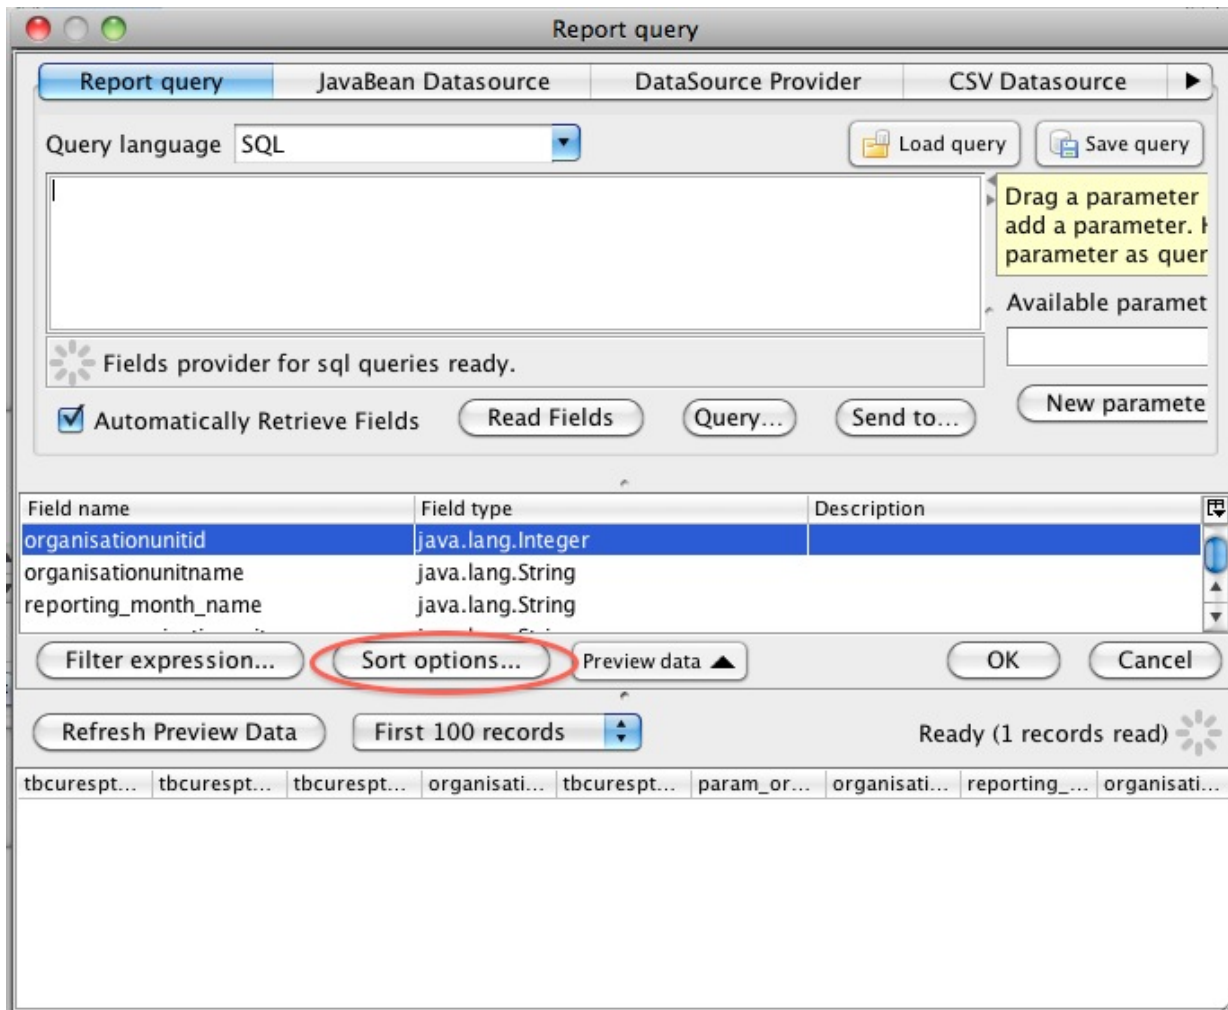 Report query
Report query JavaBean Datasource DataSource Provider CSV Datasource
Query language SQL Load query Save query
Drag a parameter
add a parameter.
parameter as quer
Available paramet
Fields provider for sql queries ready.
Automatically Retrieve Fields Read Fields Query... Send to... New paramete
Field name Field type Description
organisationunitid java.lang.Integer
organisationunitname java.lang.String
reporting_month_name java.lang.String
Filter expression... Sort options... Preview data OK Cancel
Refresh Preview Data First 100 records Ready (1 records read)
tbcurespt... tbcurespt... tbcurespt... organisati... tbcurespt... param_or... organisati... reporting_... organisati...